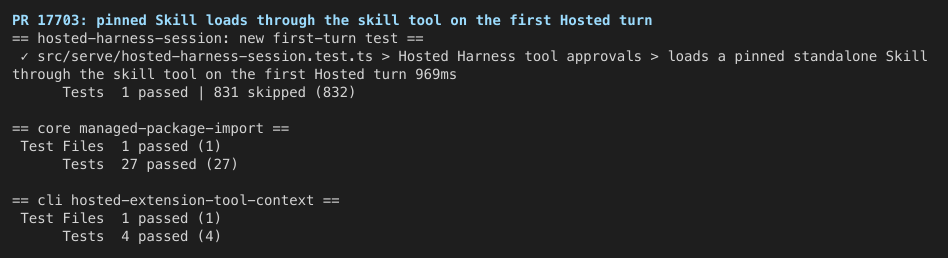 PR 17703: pinned Skill loads through the skill tool on the first Hosted turn
== hosted-harness-session: new first-turn test ==
✓ src/serve/hosted-harness-session.test.ts > Hosted Harness tool approvals > loads a pinned standalone Skill
through the skill tool on the first Hosted turn 969ms
Tests  1 passed | 831 skipped (832)
== core managed-package-import ==
Test Files  1 passed (1)
Tests  27 passed (27)
== cli hosted-extension-tool-context ==
Test Files  1 passed (1)
Tests  4 passed (4)